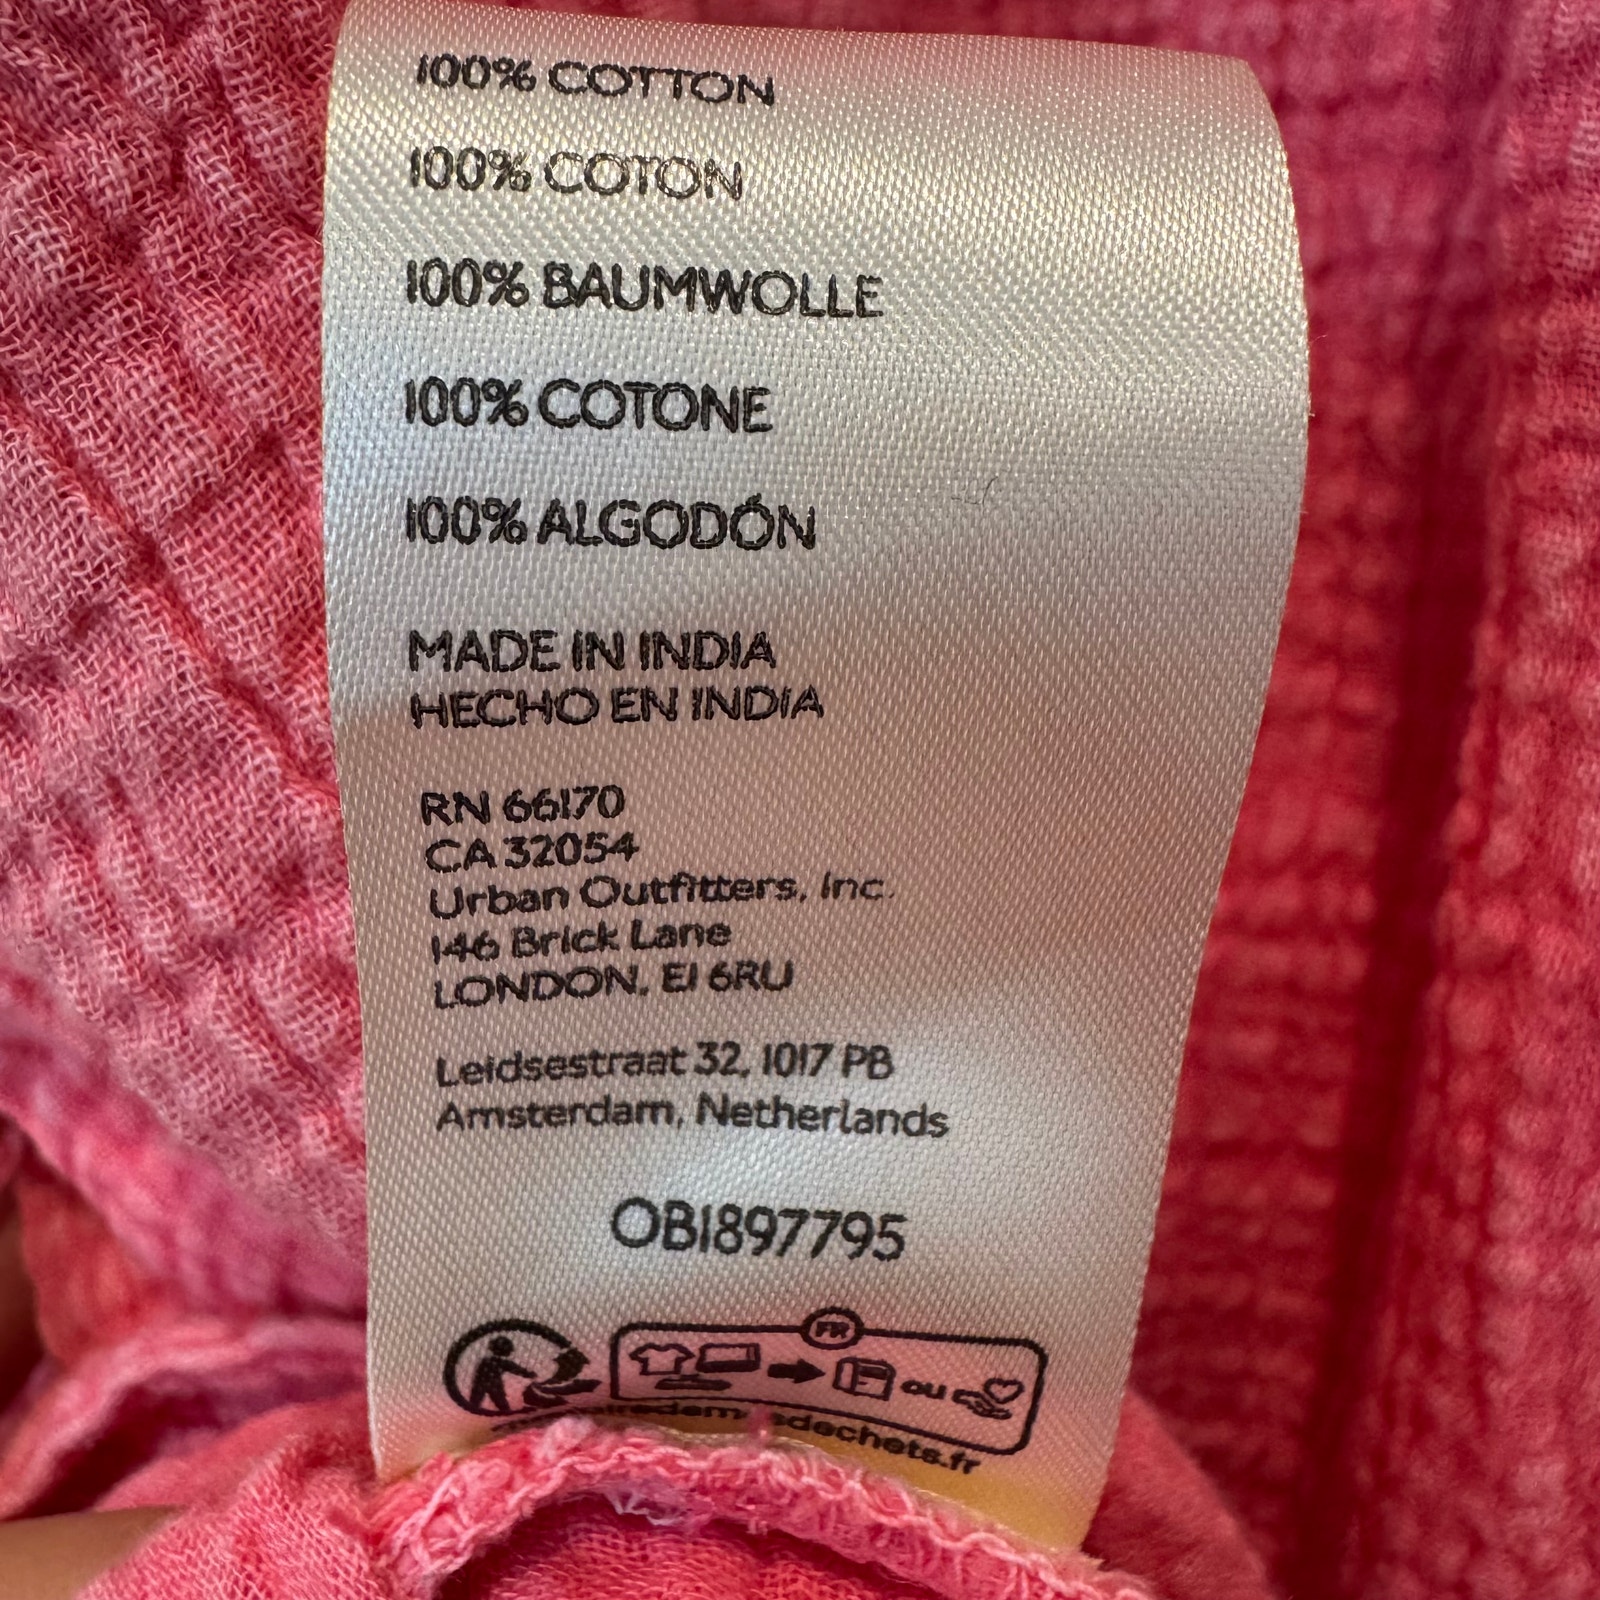 100% COTTON
100% COTON
100% BAUMWOLLE
100% COTONE
100% ALGODÓN
MADE IN INDIA
HECHO EN INDIA
RN 66170
CA 32054
Urban Outfitters, Inc.
146 Brick Lane
LONDON, E1 6RU
Leidsestraat 32, 1017 PB
Amsterdam, Netherlands
OB1897795
FR
ou